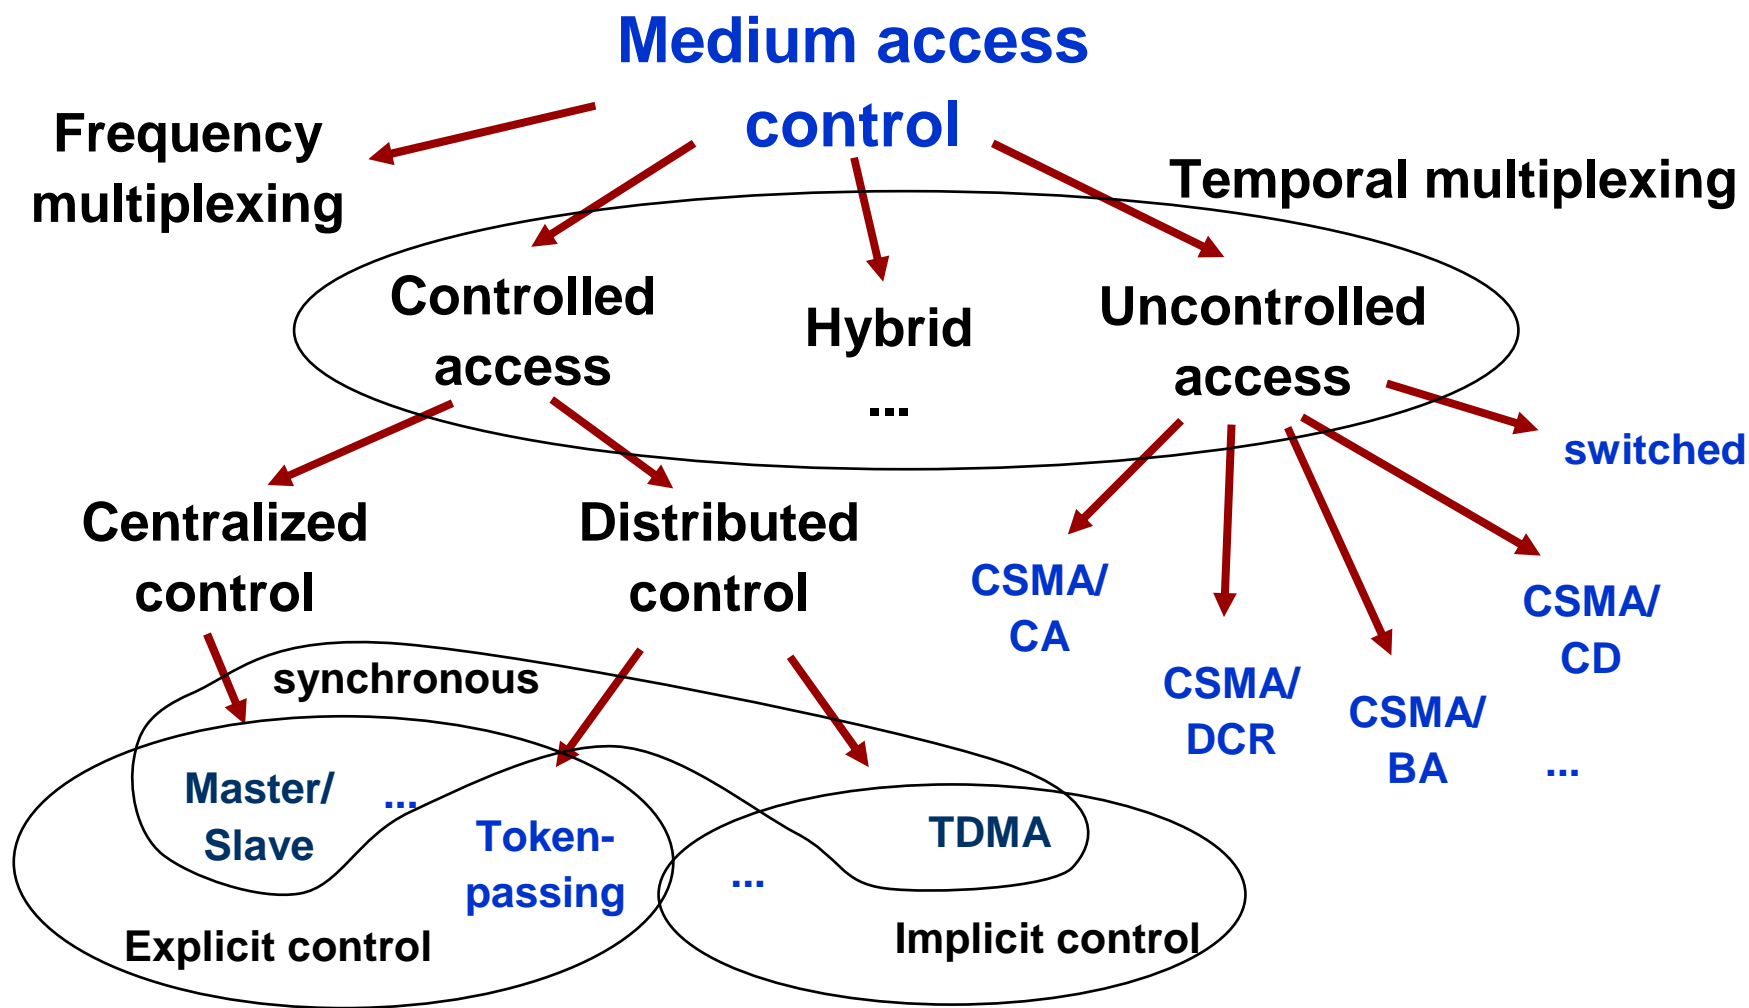 Medium access
control
Frequency
multiplexing
Temporal multiplexing
Controlled
access
Hybrid
...
Uncontrolled
access
switched
Centralized
control
Distributed
control
CSMA/
CA
CSMA/
DCR
CSMA/
BA
CSMA/
CD
...
synchronous
Master/
Slave
...
Token-
passing
...
TDMA
Explicit control
Implicit control